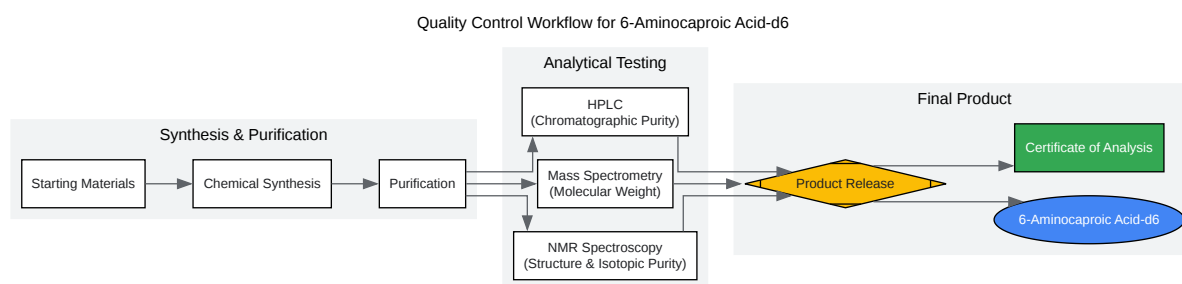 Quality Control Workflow for 6-Aminocaproic Acid-d6
Synthesis & Purification
Starting Materials
Chemical Synthesis
Purification
Analytical Testing
HPLC
(Chromatographic Purity)
Mass Spectrometry
(Molecular Weight)
NMR Spectroscopy
(Structure & Isotopic Purity)
Final Product
Product Release
Certificate of Analysis
6-Aminocaproic Acid-d6